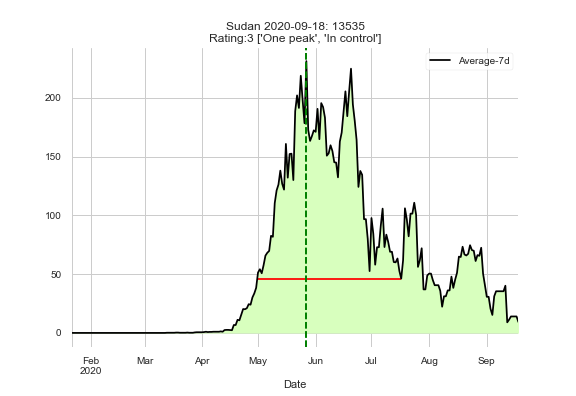 Sudan 2020-09-18: 13535
Rating:3 ['One peak', 'In control']
Average-7d
200
150
100
50
0
Feb Mar Apr May Jun Jul Aug Sep
2020
Date